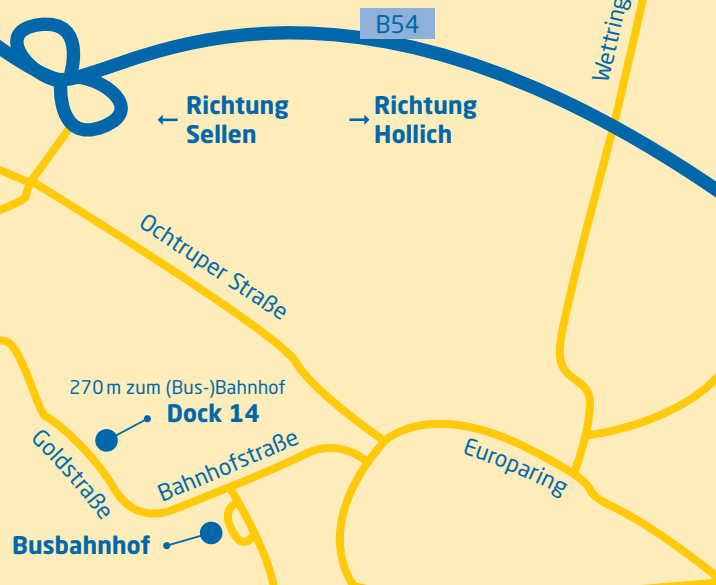 B54
Wettring
← Richtung
Sellen
→ Richtung
Hollich
Ochtruper Straße
270 m zum (Bus-)Bahnhof
Dock 14
Goldstraße
Bahnhofstraße
Europaring
Busbahnhof